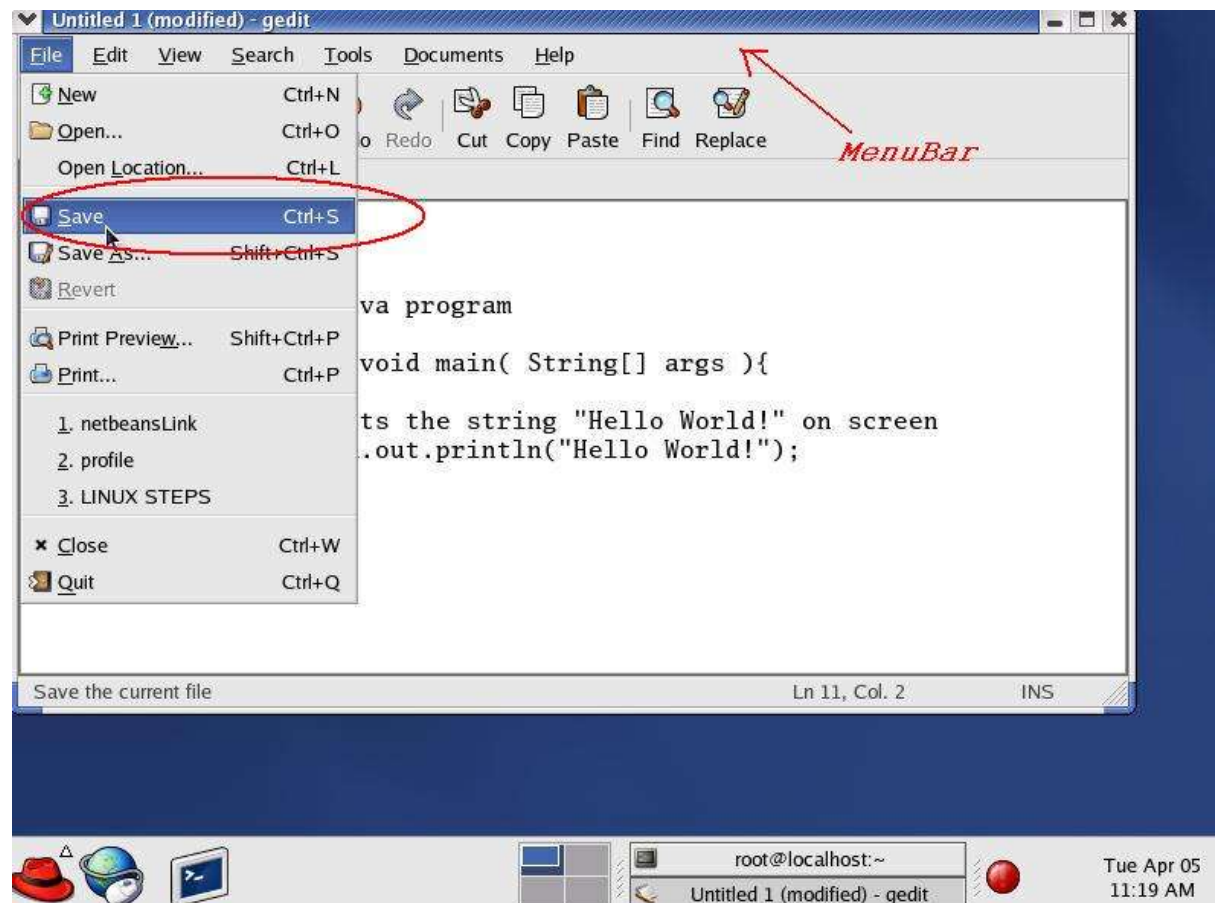 Untitled 1 (modified) - gedit
File Edit View Search Tools Documents Help
New Ctrl+N
Open... Ctrl+O
Open Location... Ctrl+L
Save Ctrl+S
Save As... Shift+Ctrl+S
Revert
Print Preview... Shift+Ctrl+P
Print... Ctrl+P
1. netbeansLink
2. profile
3. LINUX STEPS
Close Ctrl+W
Quit Ctrl+Q
o Redo Cut Copy Paste Find Replace
MenuBar
va program
void main( String[] args ){
ts the string "Hello World!" on screen
.out.println("Hello World!");
Save the current file Ln 11, Col. 2 INS
root@localhost:~
Untitled 1 (modified) - gedit
Tue Apr 05
11:19 AM